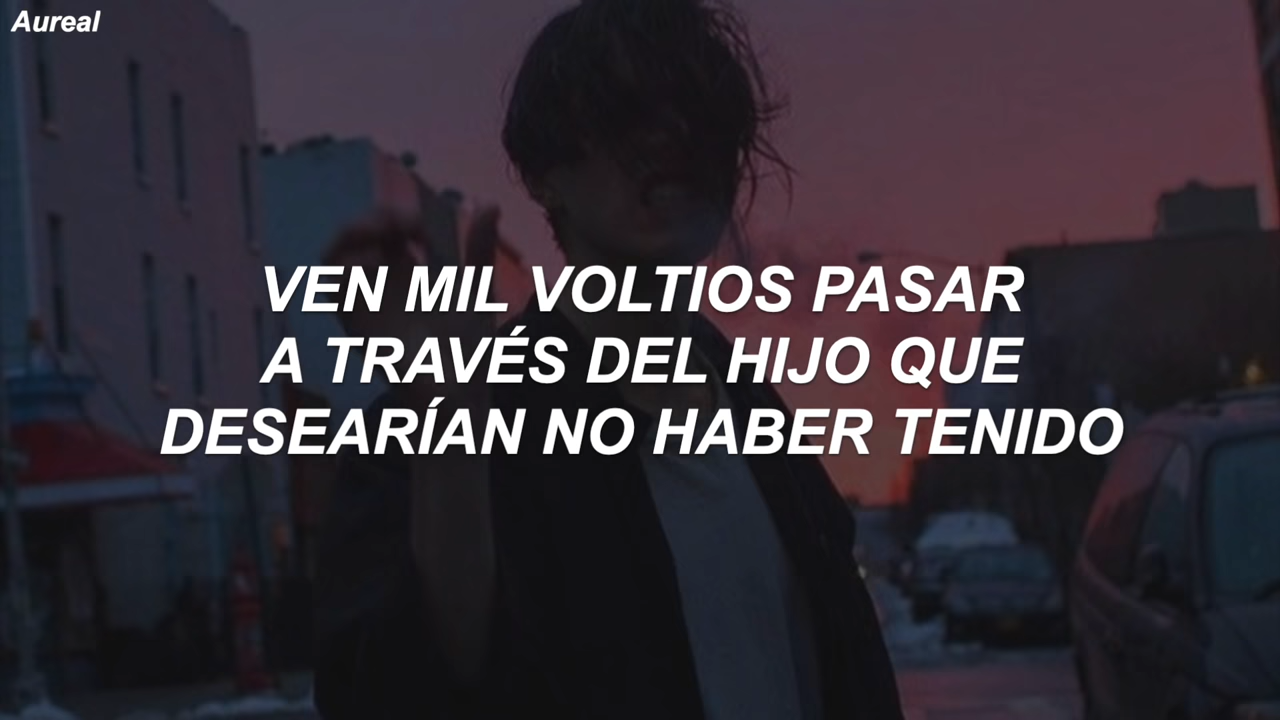 Aureal
VEN MIL VOLTIOS PASAR
A TRAVÉS DEL HIJO QUE
DESEARÍAN NO HABER TENIDO